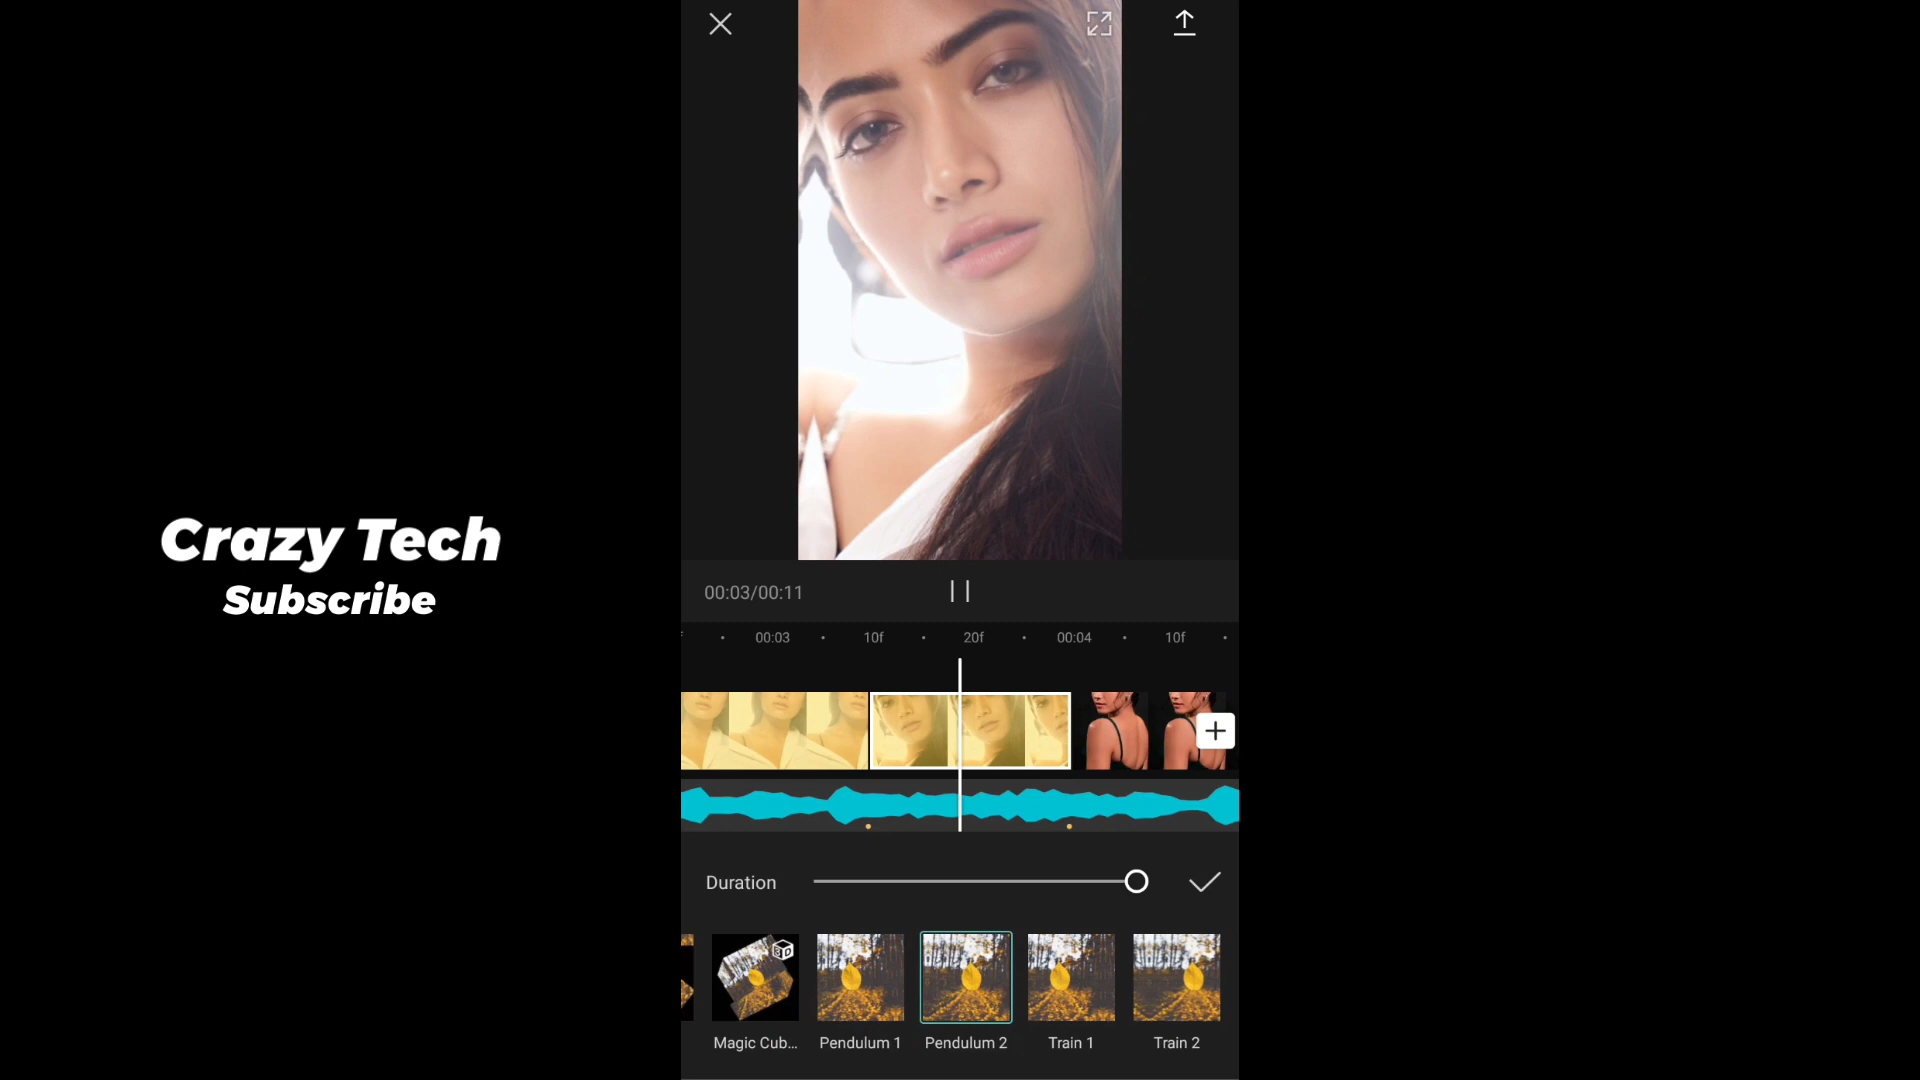 Crazy Tech
Subscribe
00:03/00:11
00:03 10f 20f 00:04 10f
Duration
3D
Magic Cub... Pendulum 1 Pendulum 2 Train 1 Train 2